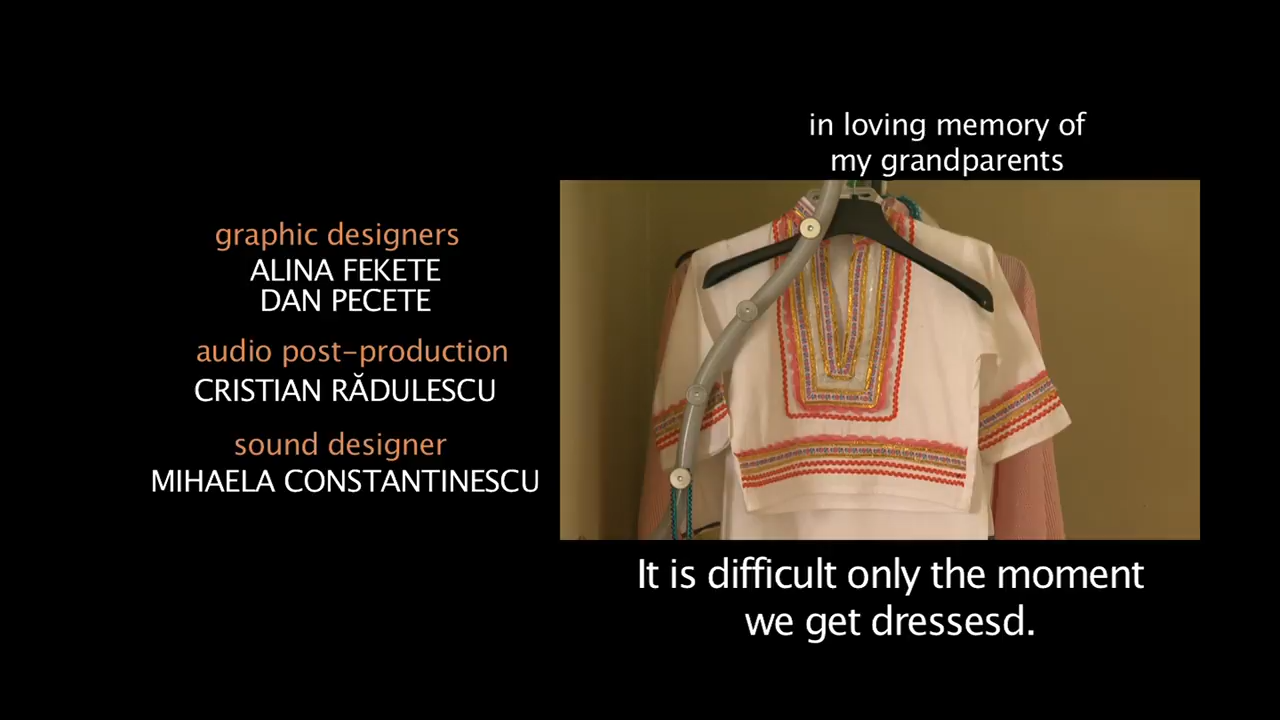 in loving memory of
my grandparents
graphic designers
ALINA FEKETE
DAN PECETE
audio post-production
CRISTIAN RĂDULESCU
sound designer
MIHAELA CONSTANTINESCU
It is difficult only the moment
we get dressesd.